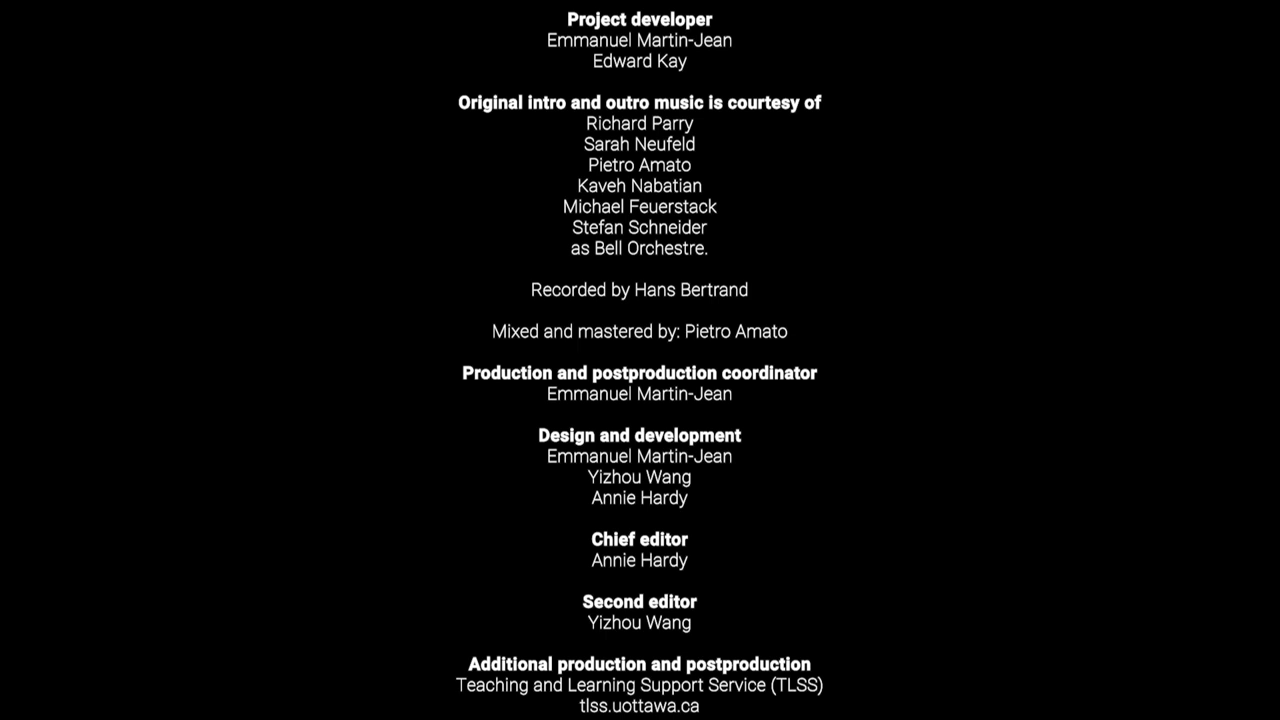 Project developer
Emmanuel Martin-Jean
Edward Kay
Original intro and outro music is courtesy of
Richard Parry
Sarah Neufeld
Pietro Amato
Kaveh Nabatian
Michael Feuerstack
Stefan Schneider
as Bell Orchestre.
Recorded by Hans Bertrand
Mixed and mastered by: Pietro Amato
Production and postproduction coordinator
Emmanuel Martin-Jean
Design and development
Emmanuel Martin-Jean
Yizhou Wang
Annie Hardy
Chief editor
Annie Hardy
Second editor
Yizhou Wang
Additional production and postproduction
Teaching and Learning Support Service (TLSS)
tlss.uottawa.ca